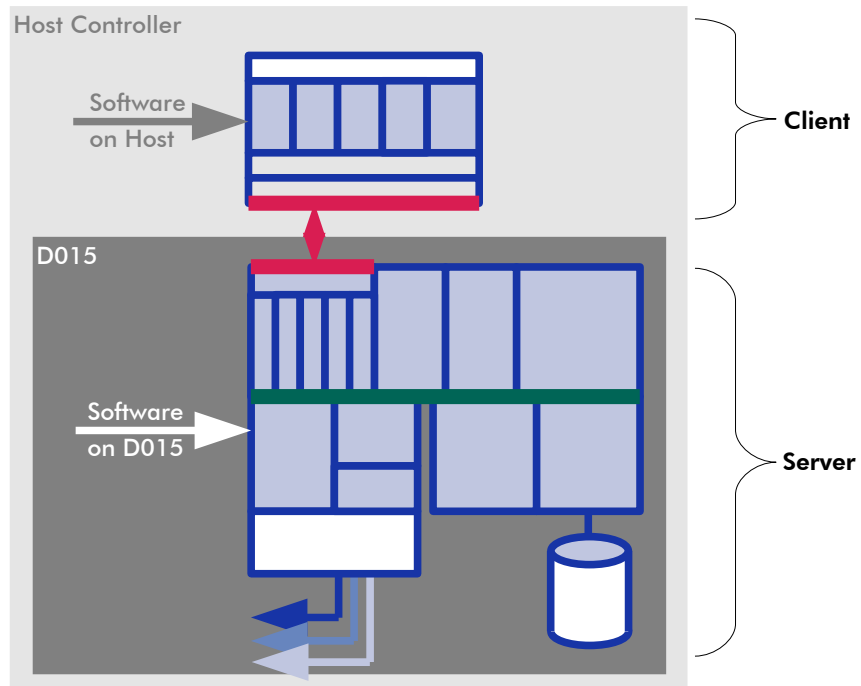 Host Controller
Software
on Host
Client
D015
Software
on D015
Server